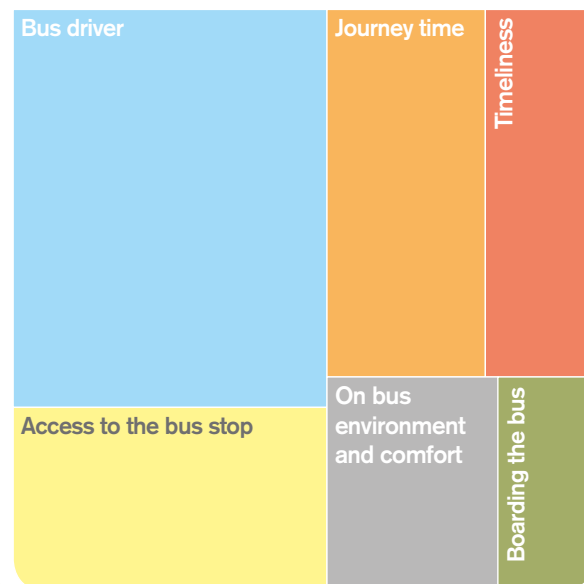 Bus driver
Journey time
Timeliness
Access to the bus stop
On bus
environment
and comfort
Boarding the bus